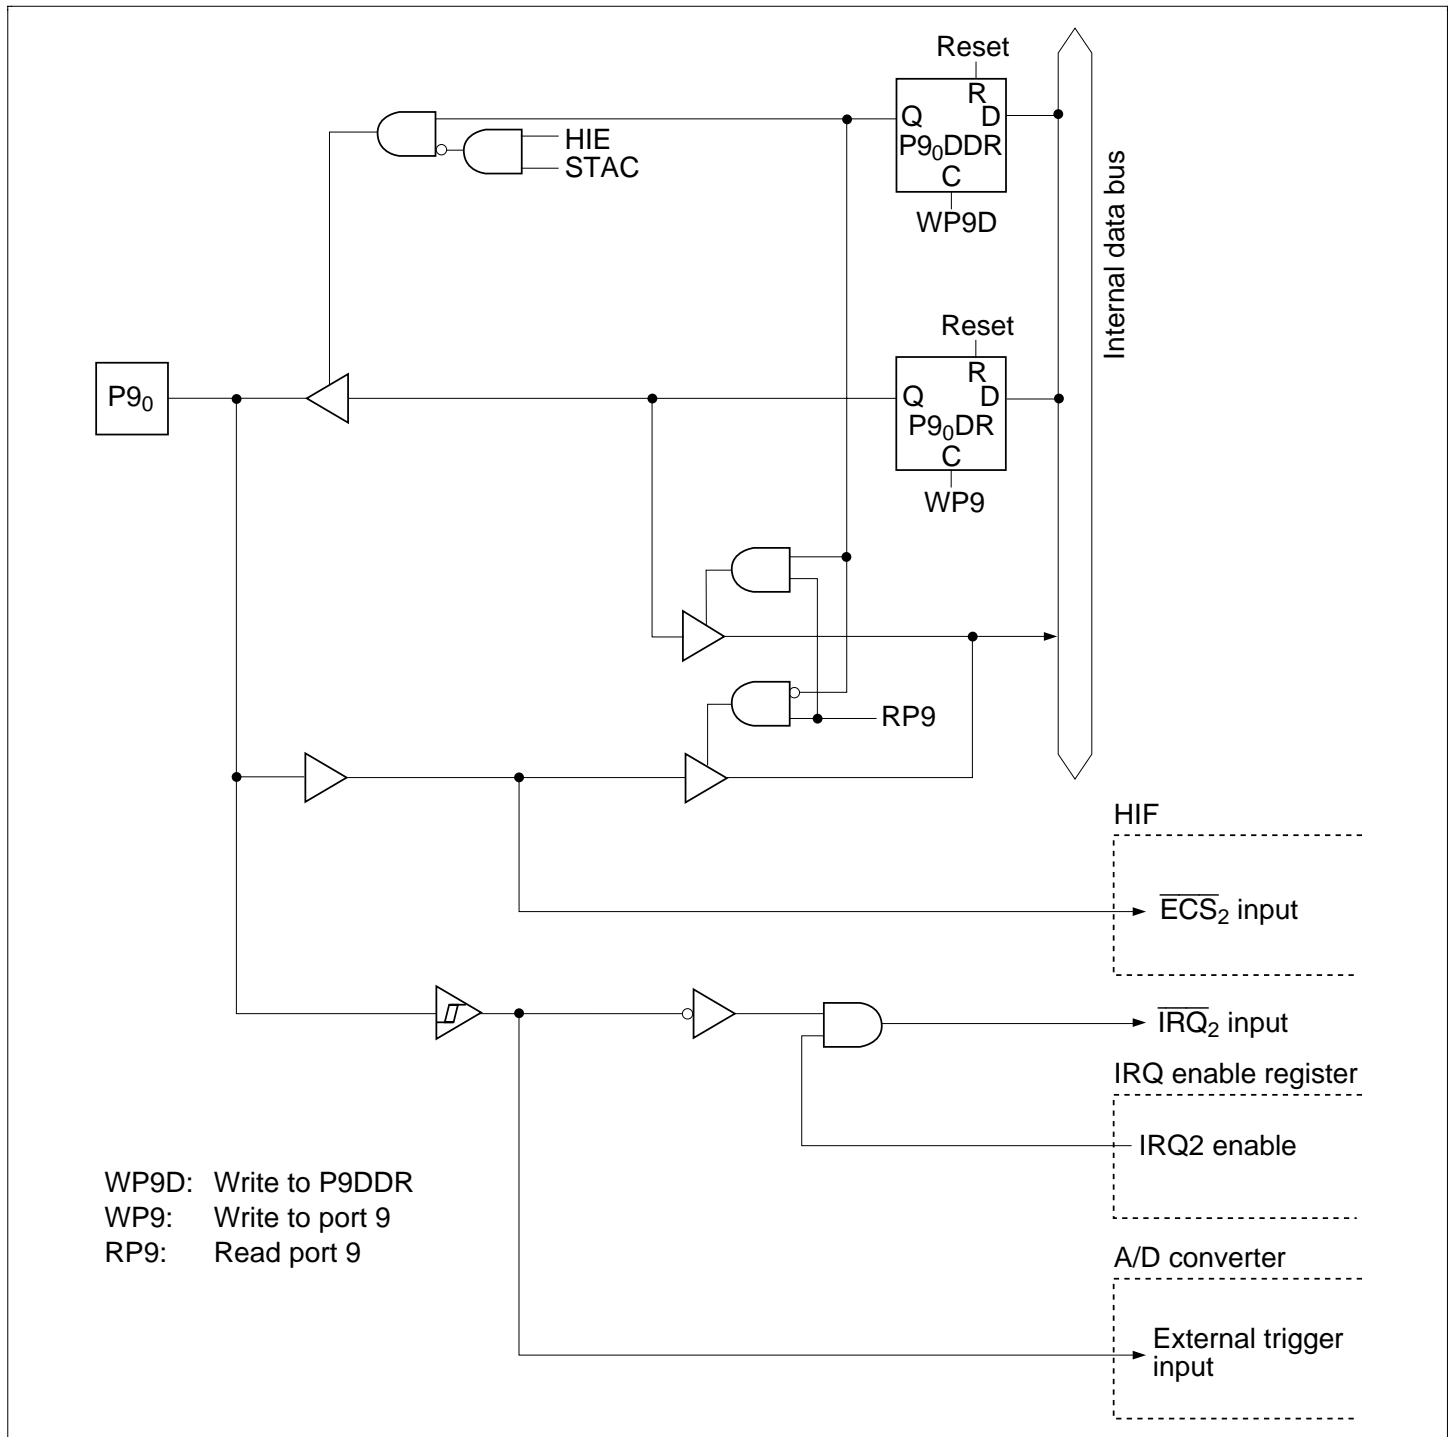 Reset
R
Q D
P9₀DDR
C
WP9D
HIE
STAC
Internal data bus
Reset
R
Q D
P9₀DR
C
WP9
P9₀
RP9
HIF
E̅C̅S̅₂ input
I̅R̅Q̅₂ input
IRQ enable register
IRQ2 enable
WP9D: Write to P9DDR
WP9: Write to port 9
RP9: Read port 9
A/D converter
External trigger
input